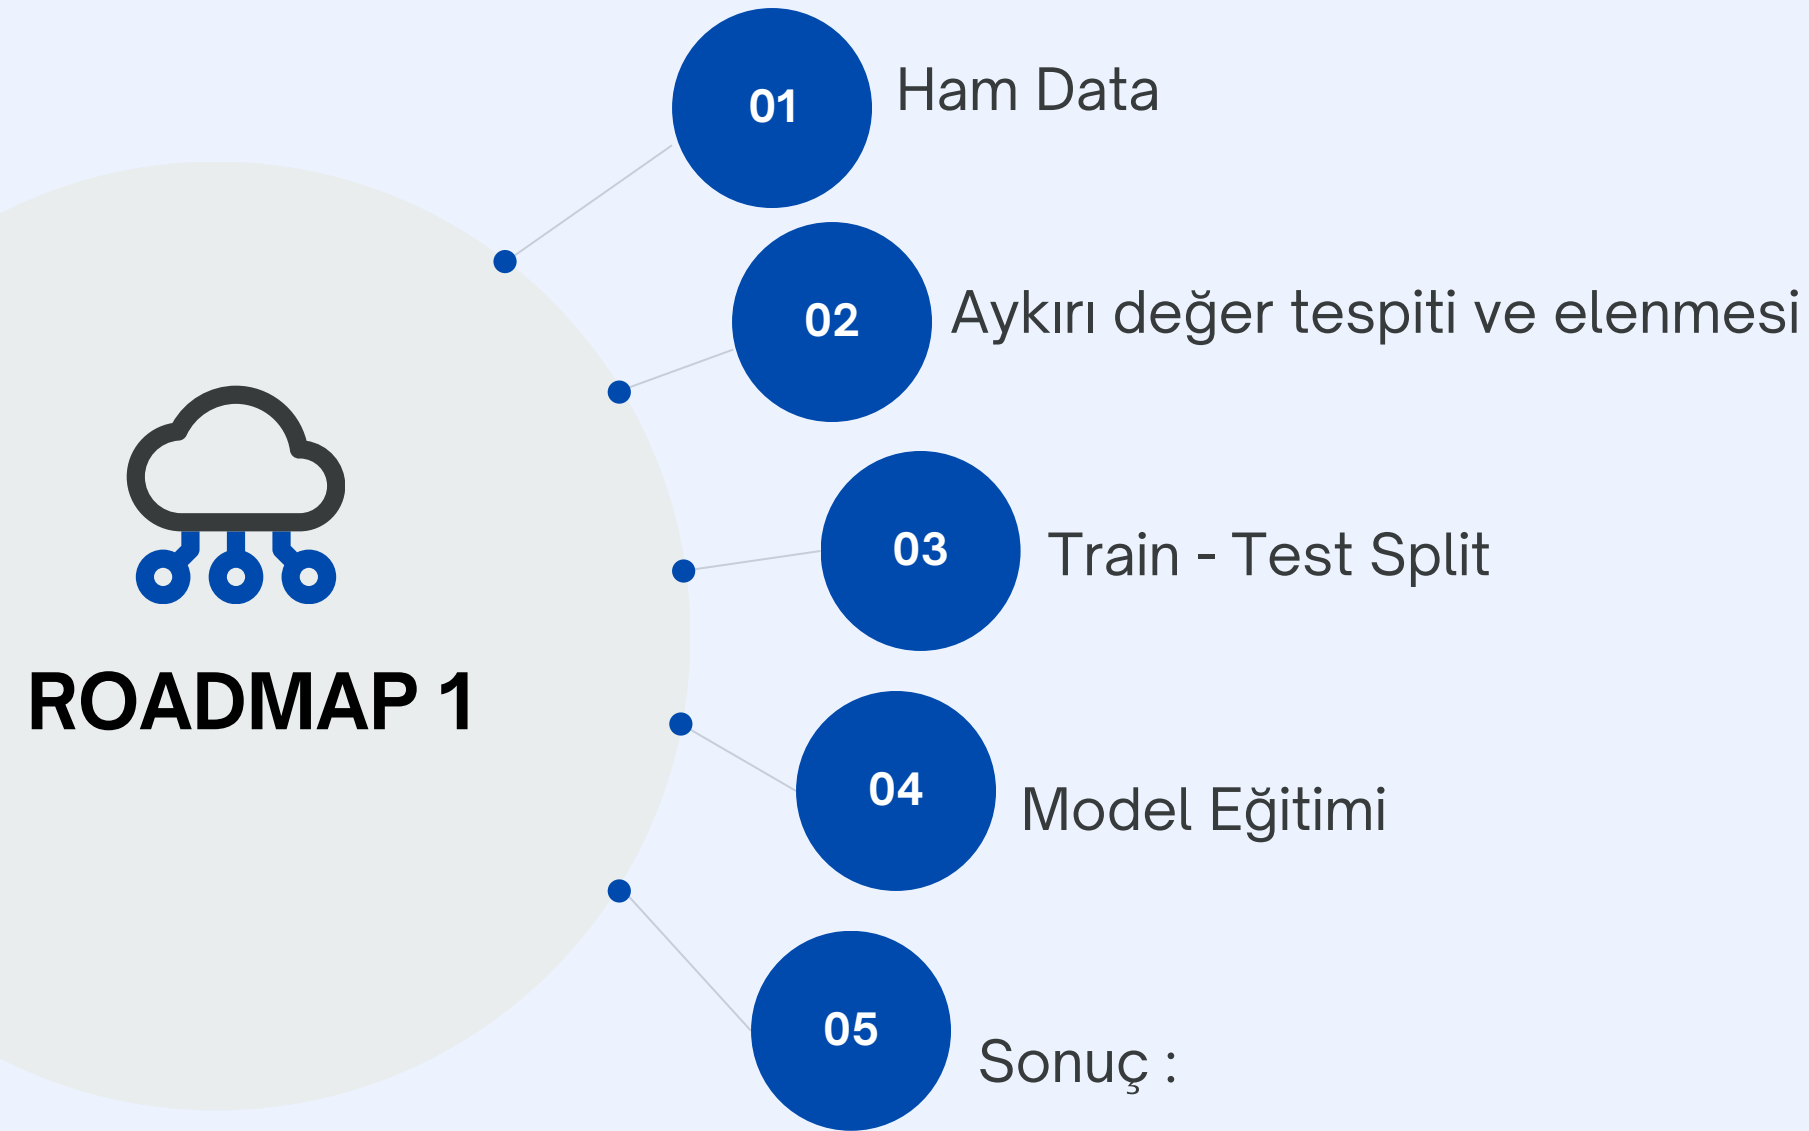 01
Ham Data
02
Aykırı değer tespiti ve elenmesi
03
Train - Test Split
ROADMAP 1
04
Model Eğitimi
05
Sonuç :